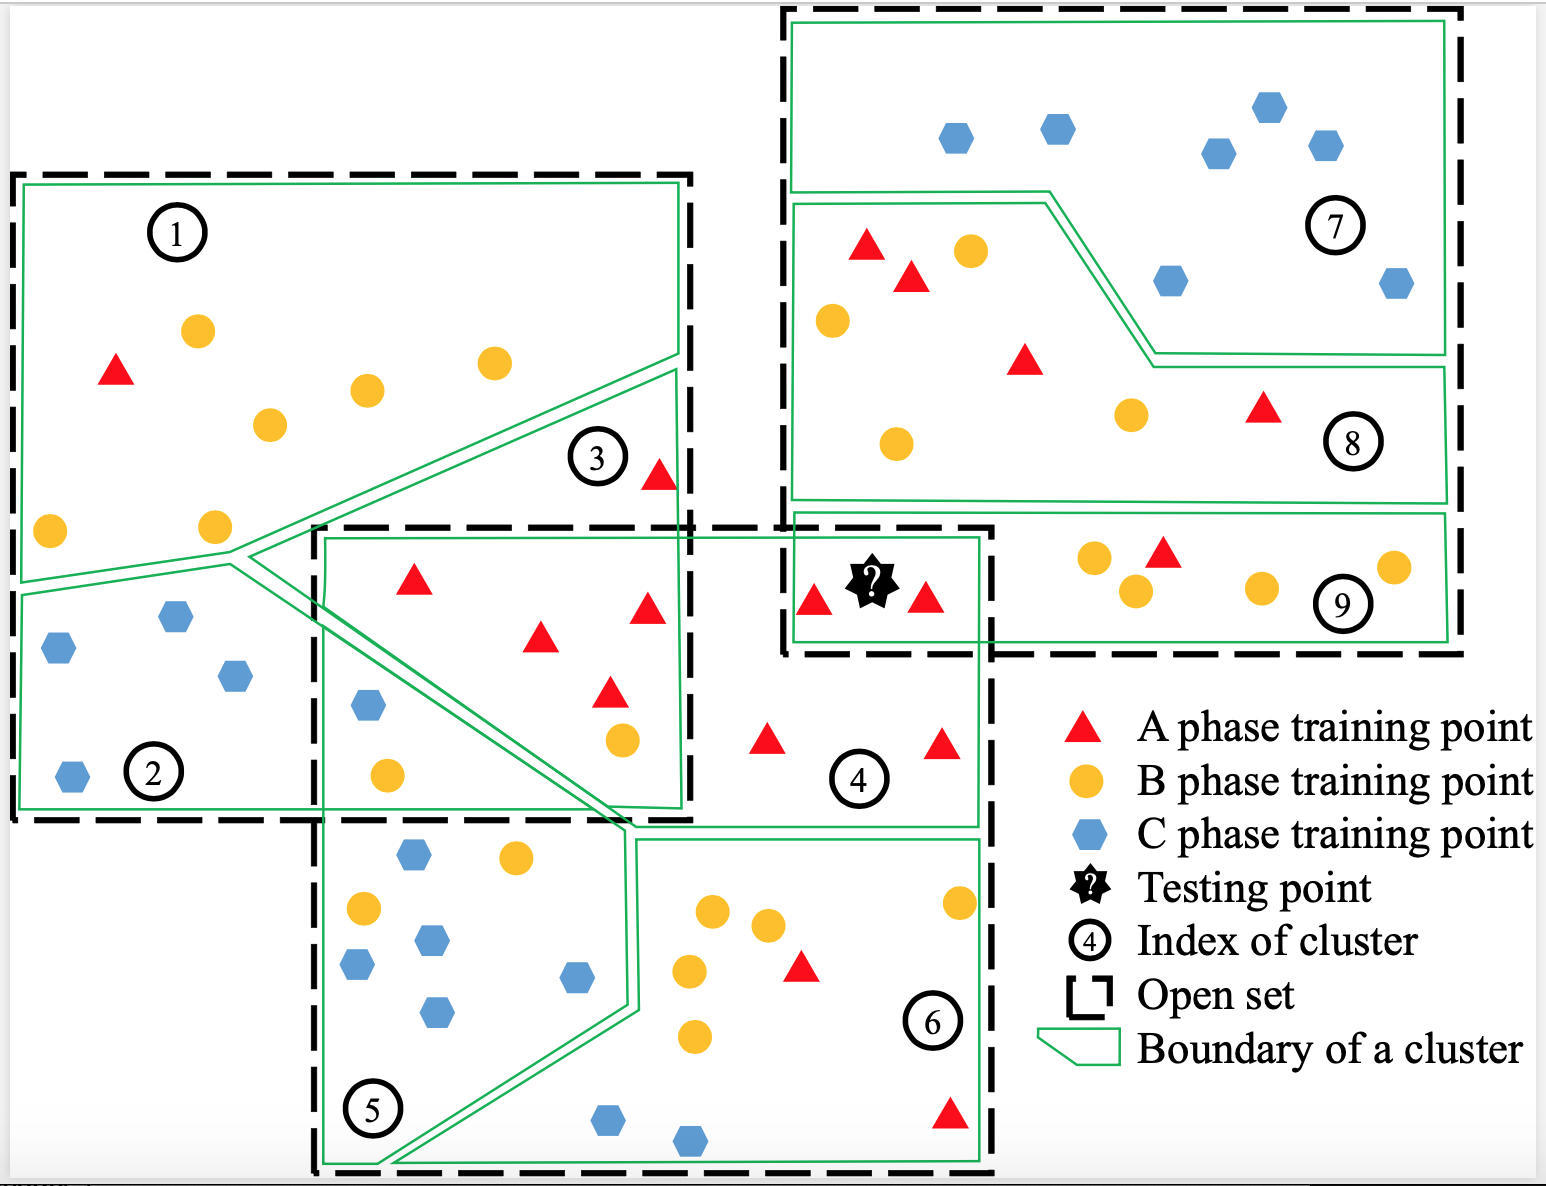 1
7
3
8
?
9
2
4
A phase training point
B phase training point
C phase training point
? Testing point
4 Index of cluster
Open set
Boundary of a cluster
6
5